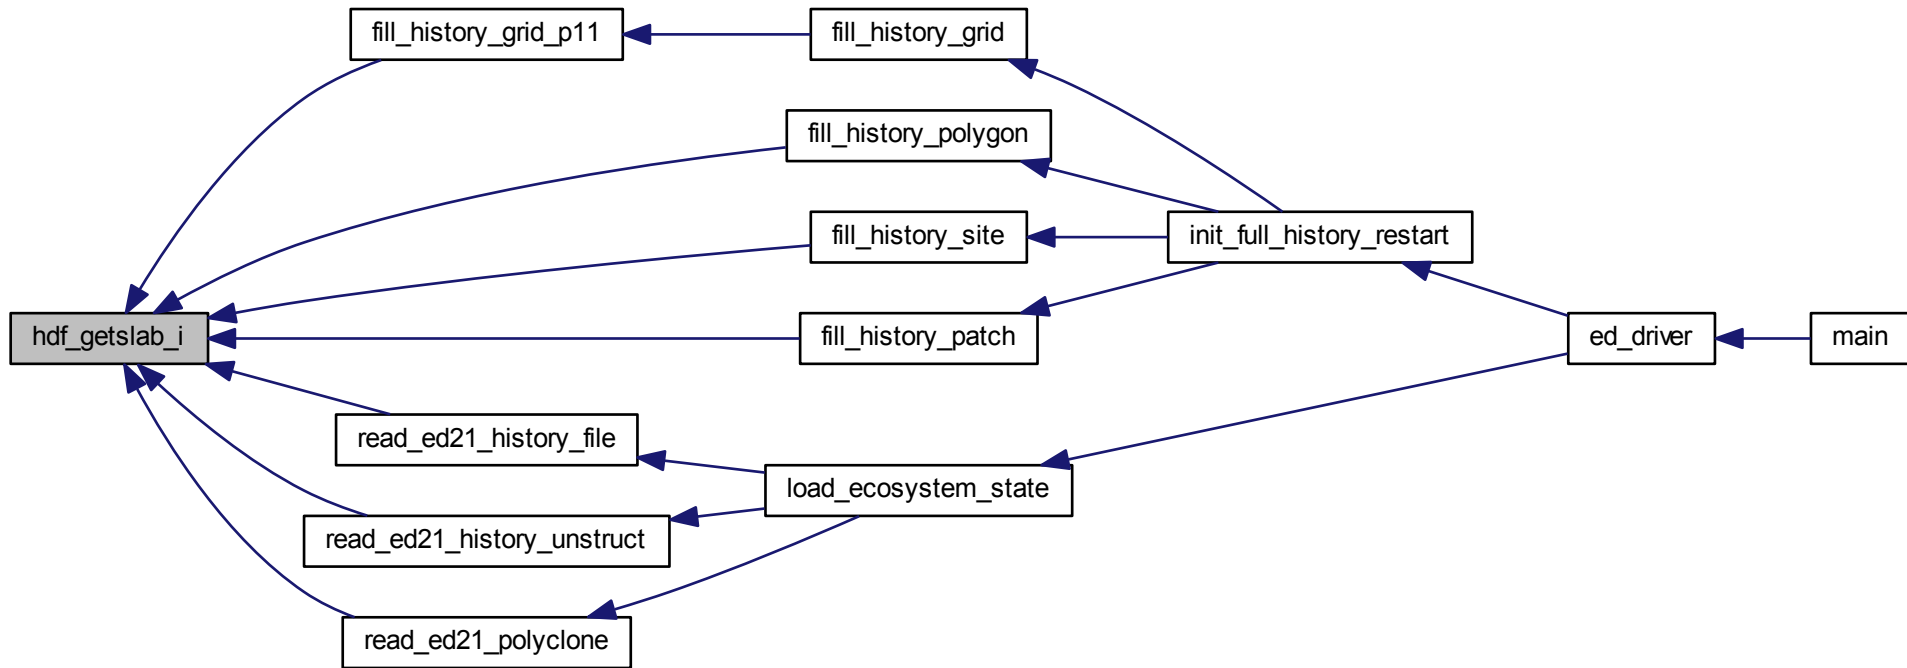 fill_history_grid_p11
fill_history_grid
fill_history_polygon
fill_history_site
init_full_history_restart
hdf_getslab_i
fill_history_patch
ed_driver
main
read_ed21_history_file
load_ecosystem_state
read_ed21_history_unstruct
read_ed21_polyclone